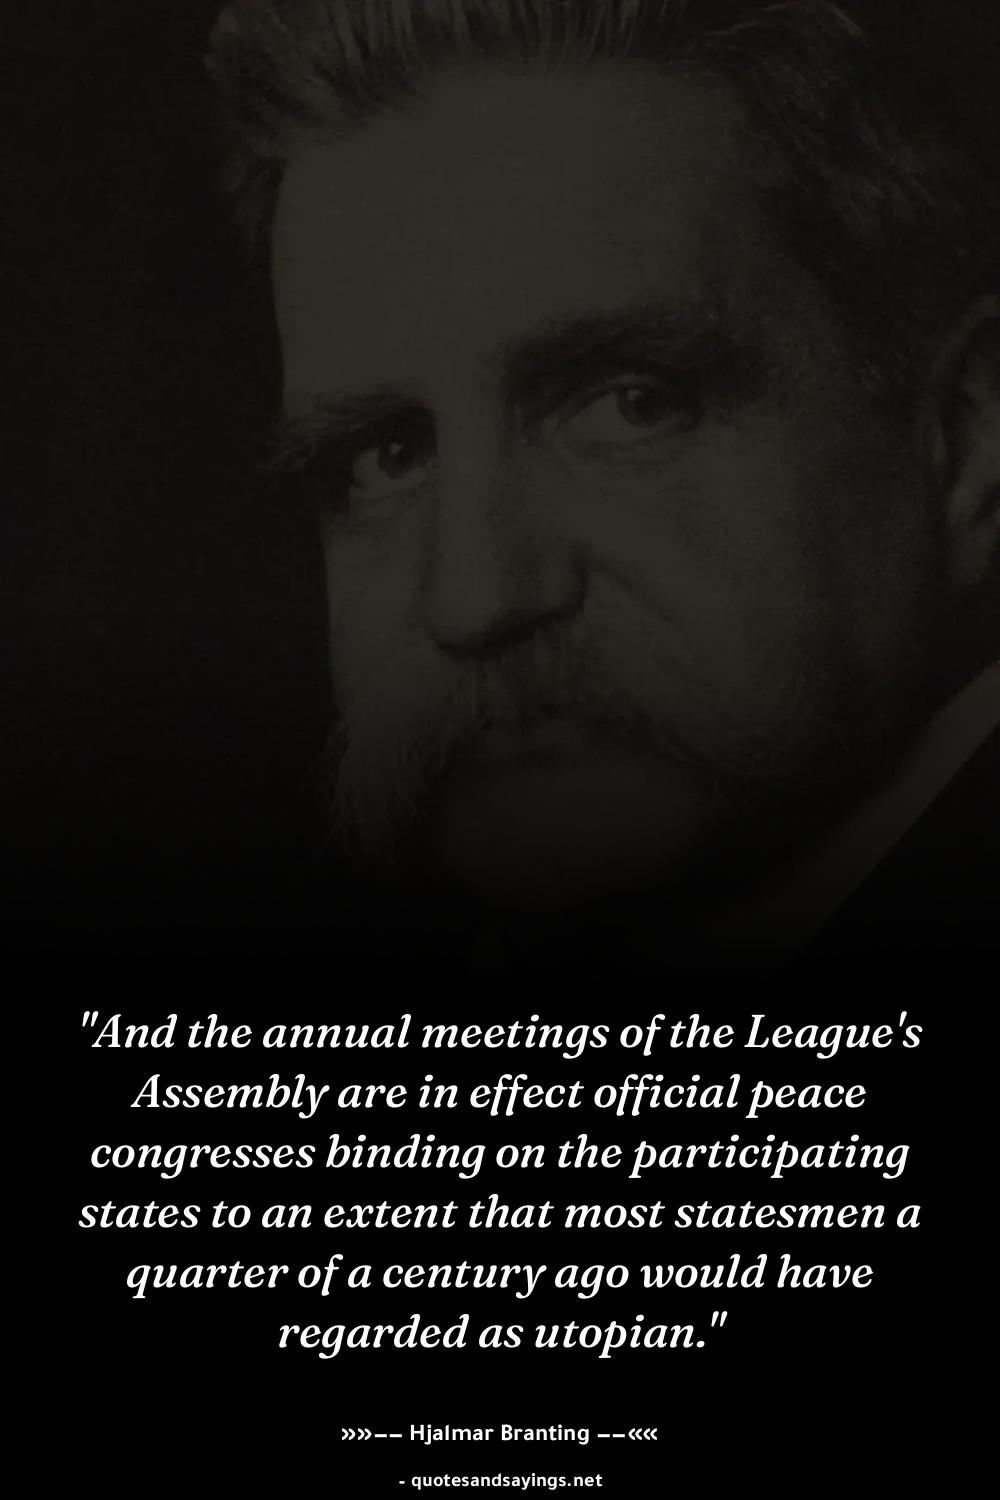 "And the annual meetings of the League's
Assembly are in effect official peace
congresses binding on the participating
states to an extent that most statesmen a
quarter of a century ago would have
regarded as utopian."
»»–– Hjalmar Branting ––««
- quotesandsayings.net